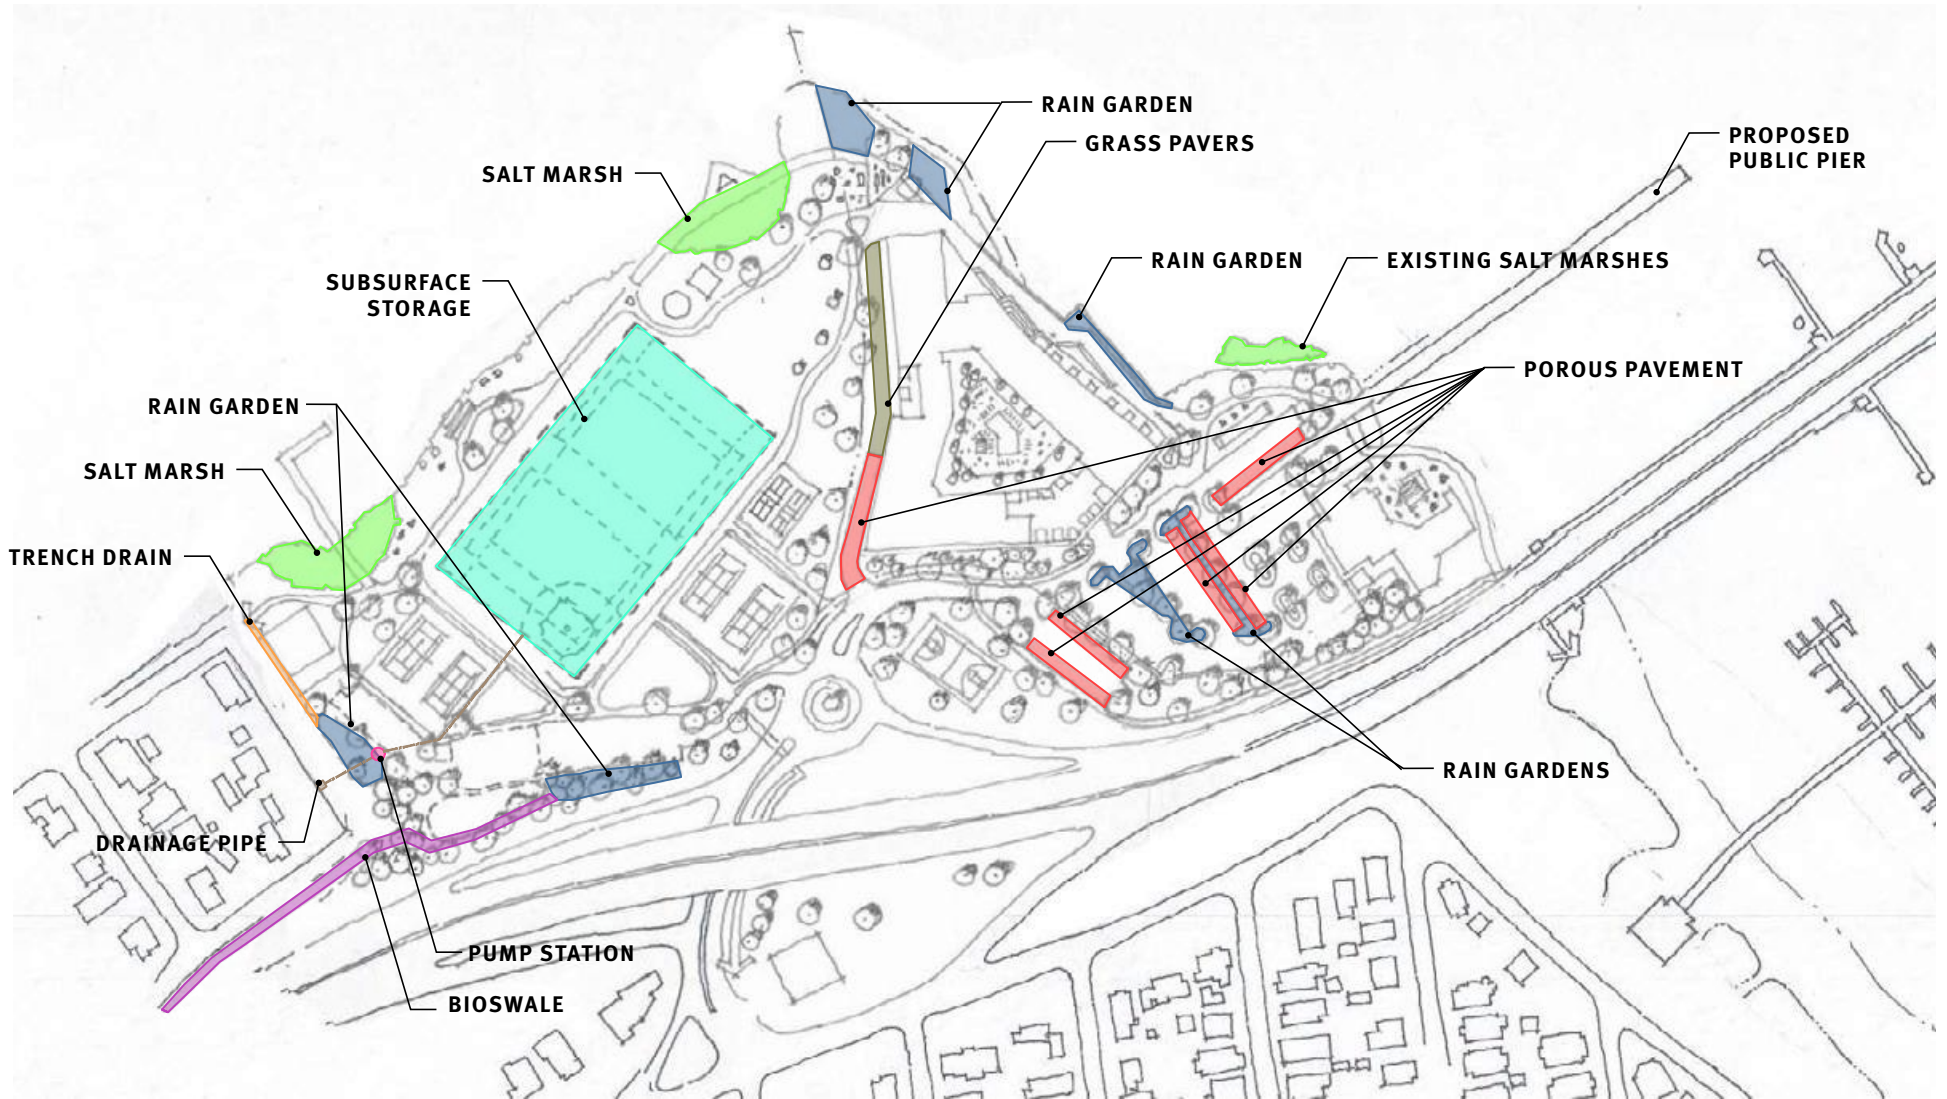 RAIN GARDEN
GRASS PAVERS
PROPOSED
PUBLIC PIER
SALT MARSH
RAIN GARDEN
EXISTING SALT MARSHES
SUBSURFACE
STORAGE
POROUS PAVEMENT
RAIN GARDEN
SALT MARSH
TRENCH DRAIN
RAIN GARDENS
DRAINAGE PIPE
PUMP STATION
BIOSWALE